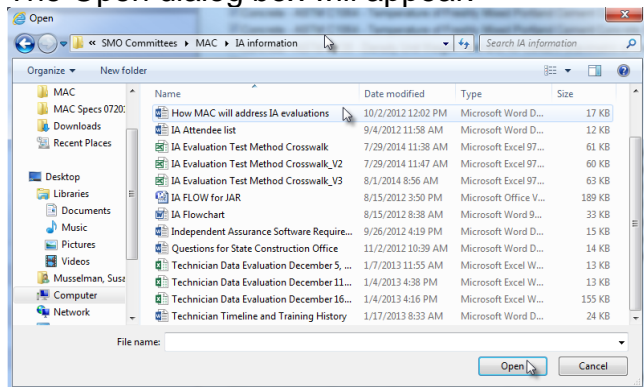 The Open dialog box will appear.
Open
« SMO Committees ▸ MAC ▸ IA information
Search IA information
Organize ▾ New folder
Name Date modified Type Size
MAC
MAC Specs 0720:
Downloads
Recent Places
Desktop
Libraries
Documents
Music
Pictures
Videos
Musselman, Susa
Computer
Network
How MAC will address IA evaluations 10/2/2012 12:02 PM Microsoft Word D... 17 KB
IA Attendee list 9/4/2012 11:58 AM Microsoft Word D... 12 KB
IA Evaluation Test Method Crosswalk 7/29/2014 11:38 AM Microsoft Excel 97... 61 KB
IA Evaluation Test Method Crosswalk_V2 7/29/2014 11:47 AM Microsoft Excel 97... 60 KB
IA Evaluation Test Method Crosswalk_V3 8/1/2014 8:56 AM Microsoft Excel 97... 63 KB
IA FLOW for JAR 8/15/2012 3:50 PM Microsoft Office V... 189 KB
IA Flowchart 8/15/2012 8:38 AM Microsoft Word 9... 33 KB
Independent Assurance Software Require... 9/26/2012 4:19 PM Microsoft Word D... 15 KB
Questions for State Construction Office 11/2/2012 10:39 AM Microsoft Word D... 14 KB
Technician Data Evaluation December 5, ... 1/7/2013 11:55 AM Microsoft Excel W... 13 KB
Technician Data Evaluation December 11... 1/4/2013 4:38 PM Microsoft Excel W... 13 KB
Technician Data Evaluation December 16... 1/4/2013 4:16 PM Microsoft Excel W... 155 KB
Technician Timeline and Training History 1/17/2013 8:33 AM Microsoft Word D... 24 KB
File name:
Open Cancel